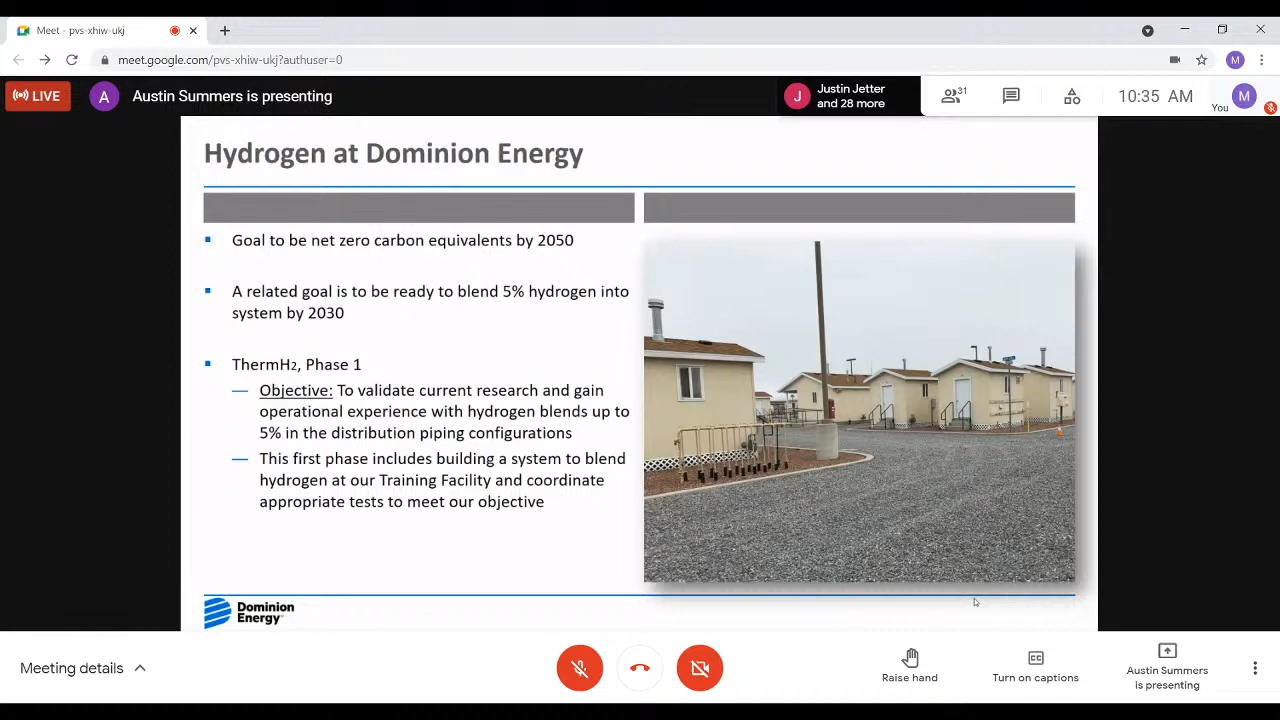 Meet - pvs-xhiw-ukj
meet.google.com/pvs-xhiw-ukj?authuser=0
M
LIVE
A
Austin Summers is presenting
J
Justin Jetter
and 28 more
31
10:35 AM
You
M
Hydrogen at Dominion Energy
Goal to be net zero carbon equivalents by 2050
A related goal is to be ready to blend 5% hydrogen into
system by 2030
ThermH2, Phase 1
Objective: To validate current research and gain
operational experience with hydrogen blends up to
5% in the distribution piping configurations
This first phase includes building a system to blend
hydrogen at our Training Facility and coordinate
appropriate tests to meet our objective
Dominion
Energy
Meeting details
Raise hand
CC
Turn on captions
Austin Summers
is presenting